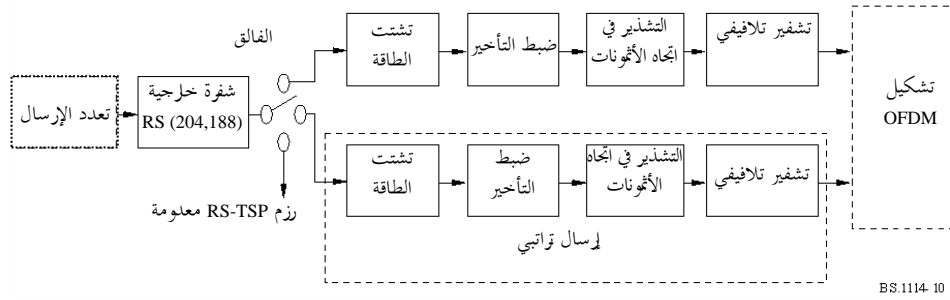 الفالق
تشتت
الطاقة
ضبط التأخير
التشذير في
اتجاه الأثمونات
تشفير تلافيفي
تعدد الإرسال
شفرة خارجية
RS (204,188)
تشكيل
OFDM
تشتت
الطاقة
ضبط
التأخير
التشذير في اتجاه
الأثمونات
تشفير تلافيفي
رزم RS-TSP معدومة
إرسال تراتبي
BS.1114-10